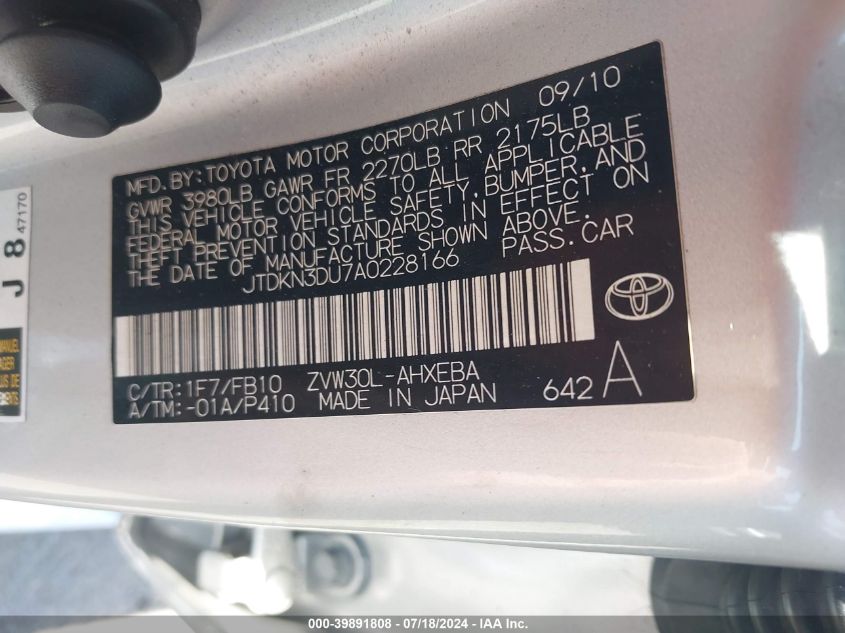 MFD. BY: TOYOTA MOTOR CORPORATION 09/10
GVWR 3980LB GAWR FR 2270LB RR 2175LB
THIS VEHICLE CONFORMS TO ALL APPLICABLE
FEDERAL MOTOR VEHICLE SAFETY, BUMPER, AND
THEFT PREVENTION STANDARDS IN EFFECT ON
THE DATE OF MANUFACTURE SHOWN ABOVE.
JTDKN3DU7A0228166 PASS. CAR
C/TR: 1F7/FB10 ZVW30L-AHXEBA
A/TM: -01A/P410 MADE IN JAPAN 642 A
J 8 47170
MANUEL
000-39891808 - 07/18/2024 - IAA Inc.